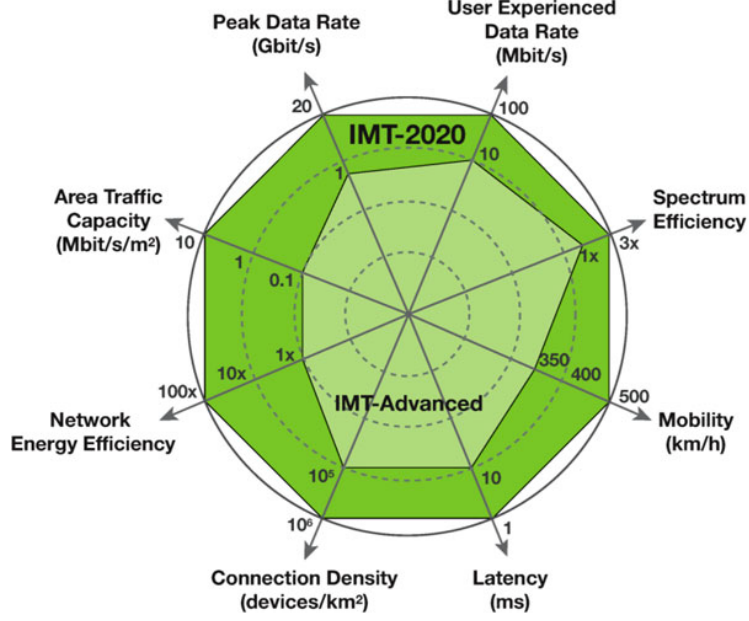 Peak Data Rate
(Gbit/s)
User Experienced
Data Rate
(Mbit/s)
20
100
IMT-2020
1
10
Area Traffic
Capacity
(Mbit/s/m²)
Spectrum
Efficiency
10
1
0.1
1x
3x
100x
10x
1x
350
400
500
Network
Energy Efficiency
IMT-Advanced
Mobility
(km/h)
10⁵
10
10⁶
1
Connection Density
(devices/km²)
Latency
(ms)